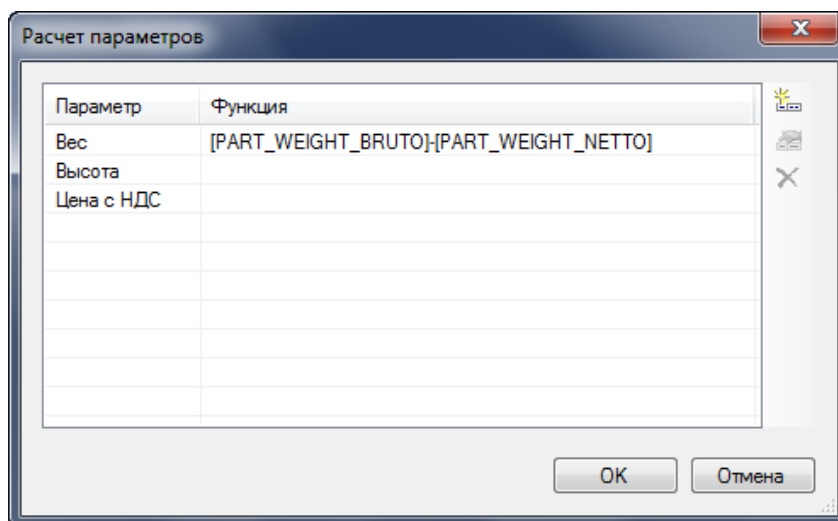 Расчет параметров
Параметр Функция
Вес [PART_WEIGHT_BRUTO]-[PART_WEIGHT_NETTO]
Высота
Цена с НДС
OK Отмена